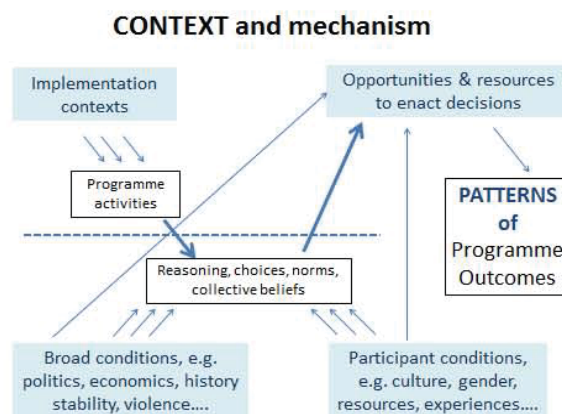 CONTEXT and mechanism
Implementation
contexts
Opportunities & resources
to enact decisions
Programme
activities
PATTERNS
of
Programme
Outcomes
Reasoning, choices, norms,
collective beliefs
Broad conditions, e.g.
politics, economics, history
stability, violence....
Participant conditions,
e.g. culture, gender,
resources, experiences....